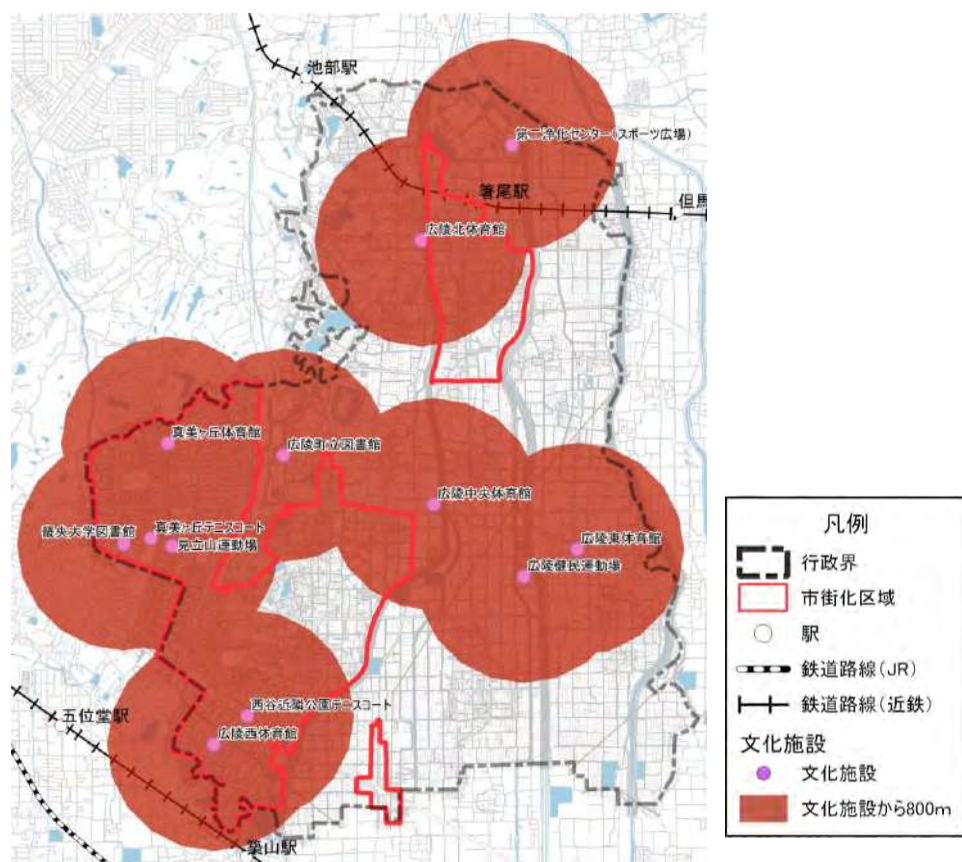 池部駅
第二浄化センター(スポーツ広場)
箸尾駅
但馬
広陵北体育館
真美ヶ丘体育館
広陵町立図書館
広陵中央体育館
畿央大学図書館
真美ヶ丘テニスコート
見立山運動場
広陵東体育館
広陵健民運動場
西谷近隣公園テニスコート
五位堂駅
広陵西体育館
築山駅
凡例
行政界
市街化区域
駅
鉄道路線(JR)
鉄道路線(近鉄)
文化施設
文化施設
文化施設から800m